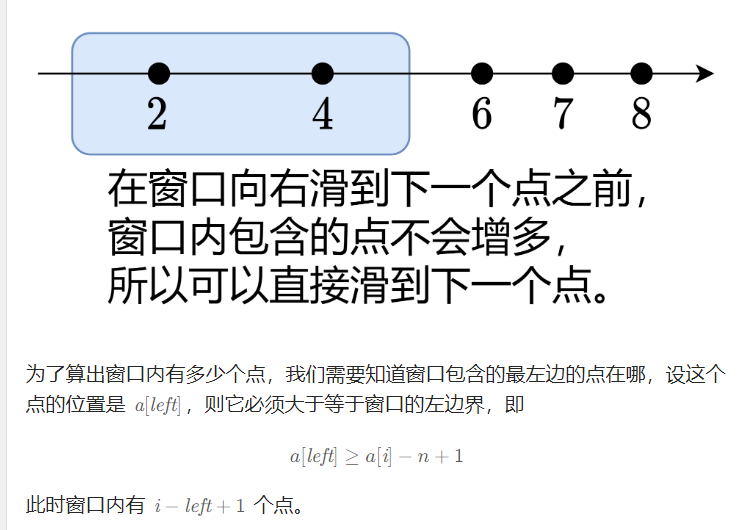 2 4 6 7 8
在窗口向右滑到下一个点之前，
窗口内包含的点不会增多，
所以可以直接滑到下一个点。
为了算出窗口内有多少个点，我们需要知道窗口包含的最左边的点在哪，设这个
点的位置是 a[left]，则它必须大于等于窗口的左边界，即
a[left] ≥ a[i] − n + 1
此时窗口内有 i − left + 1 个点。